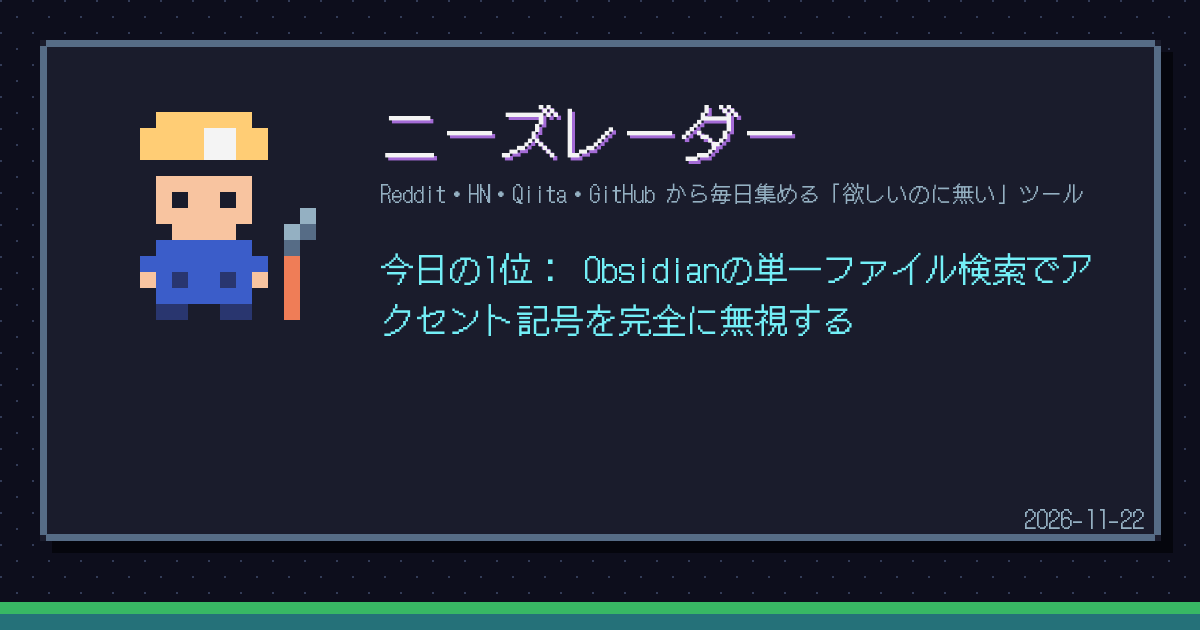 ニーズレーダー
Reddit・HN・Qiita・GitHub から毎日集める「欲しいのに無い」ツール
今日の1位： Obsidianの単一ファイル検索でア
クセント記号を完全に無視する
2026-11-22